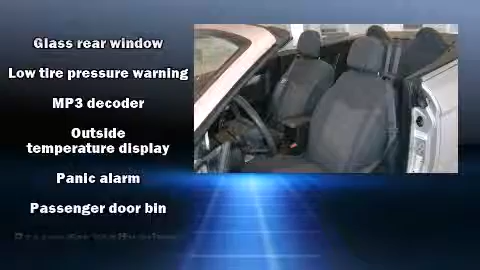 Glass rear window
Low tire pressure warning
MP3 decoder
Outside
temperature display
Panic alarm
Passenger door bin